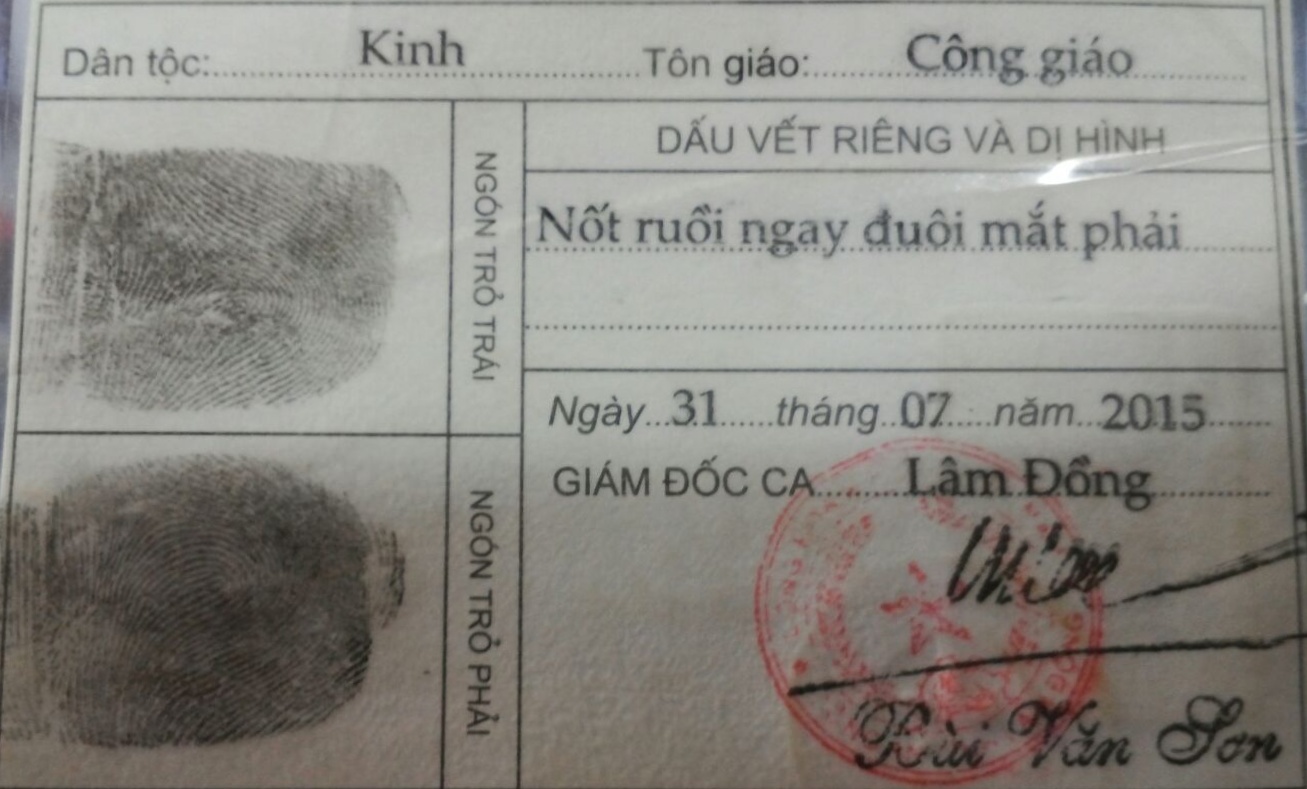 Dân tộc: Kinh Tôn giáo: Công giáo
NGÓN TRỎ TRÁI
NGÓN TRỎ PHẢI
DẤU VẾT RIÊNG VÀ DỊ HÌNH
Nốt ruồi ngay đuôi mắt phải
Ngày 31 tháng 07 năm 2015
GIÁM ĐỐC CA Lâm Đồng
Bùi Văn Sơn